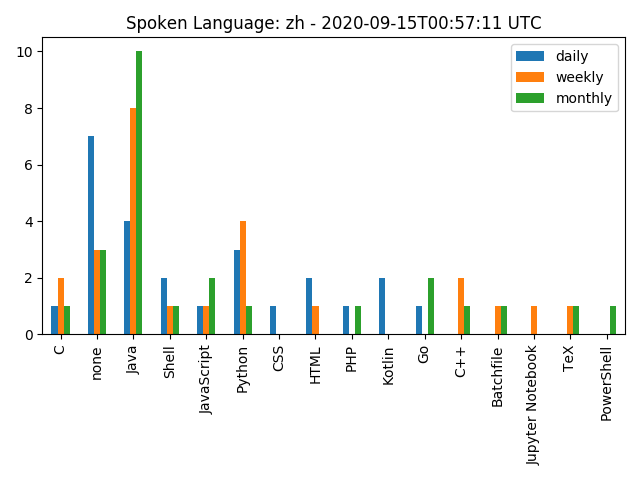 Spoken Language: zh - 2020-09-15T00:57:11 UTC
daily
weekly
monthly
10
8
6
4
2
0
C
none
Java
Shell
JavaScript
Python
CSS
HTML
PHP
Kotlin
Go
C++
Batchfile
Jupyter Notebook
TeX
PowerShell